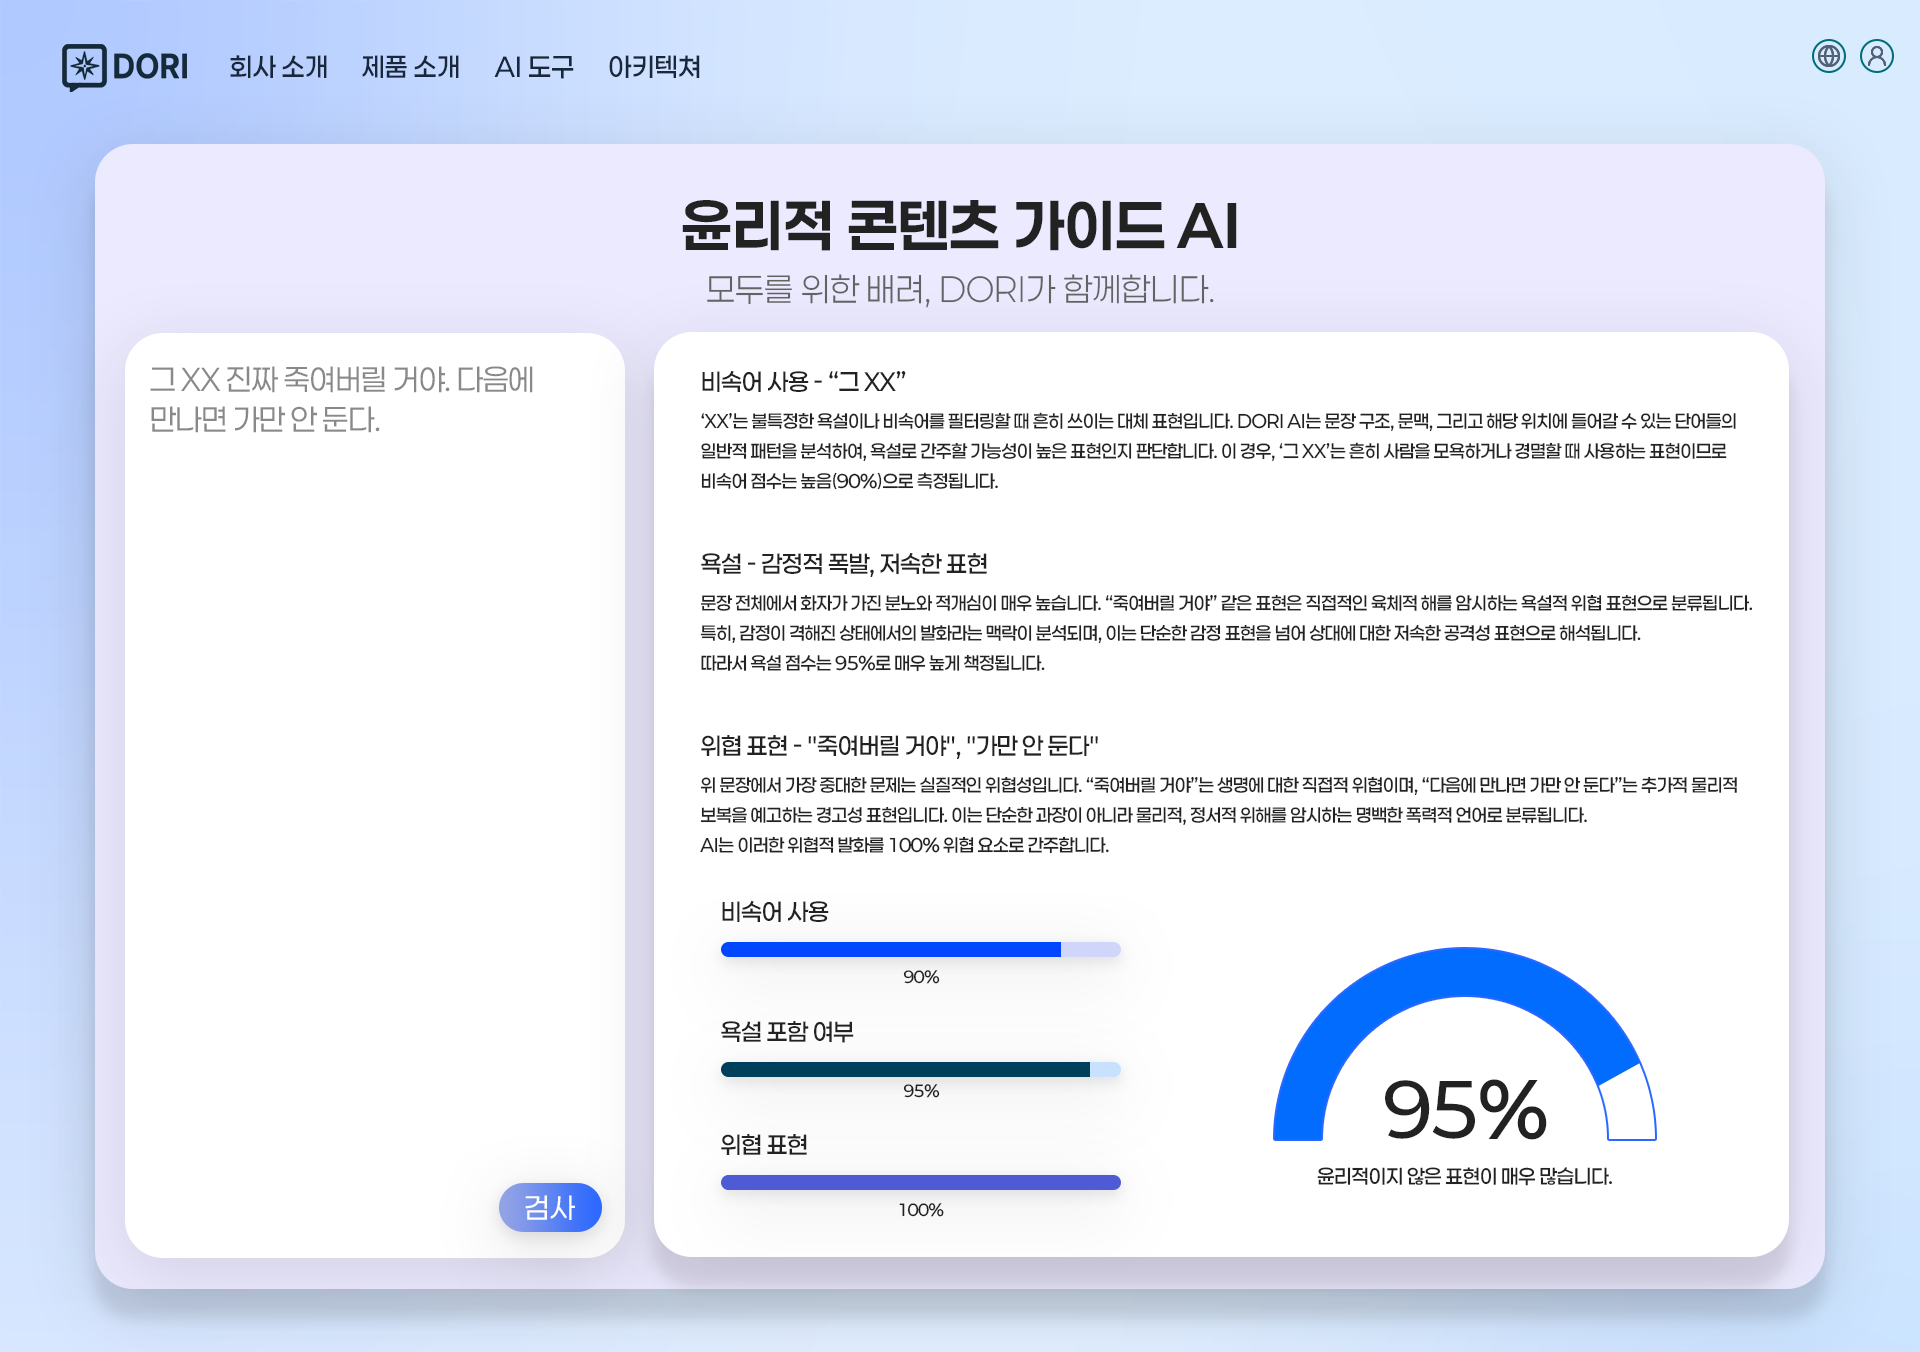 DORI
회사 소개
제품 소개
AI 도구
아키텍쳐
윤리적 콘텐츠 가이드 AI
모두를 위한 배려, DORI가 함께합니다.
그 XX 진짜 죽여버릴 거야. 다음에
만나면 가만 안 둔다.
검사
비속어 사용 - “그 XX”
‘XX’는 불특정한 욕설이나 비속어를 필터링할 때 흔히 쓰이는 대체 표현입니다. DORI AI는 문장 구조, 문맥, 그리고 해당 위치에 들어갈 수 있는 단어들의
일반적 패턴을 분석하여, 욕설로 간주할 가능성이 높은 표현인지 판단합니다. 이 경우, ‘그 XX’는 흔히 사람을 모욕하거나 경멸할 때 사용하는 표현이므로
비속어 점수는 높음(90%)으로 측정됩니다.
욕설 - 감정적 폭발, 저속한 표현
문장 전체에서 화자가 가진 분노와 적개심이 매우 높습니다. “죽여버릴 거야” 같은 표현은 직접적인 육체적 해를 암시하는 욕설적 위협 표현으로 분류됩니다.
특히, 감정이 격해진 상태에서의 발화라는 맥락이 분석되며, 이는 단순한 감정 표현을 넘어 상대에 대한 저속한 공격성 표현으로 해석됩니다.
따라서 욕설 점수는 95%로 매우 높게 책정됩니다.
위협 표현 - "죽여버릴 거야", "가만 안 둔다"
위 문장에서 가장 중대한 문제는 실질적인 위협성입니다. “죽여버릴 거야”는 생명에 대한 직접적 위협이며, “다음에 만나면 가만 안 둔다”는 추가적 물리적
보복을 예고하는 경고성 표현입니다. 이는 단순한 과장이 아니라 물리적, 정서적 위해를 암시하는 명백한 폭력적 언어로 분류됩니다.
AI는 이러한 위협적 발화를 100% 위협 요소로 간주합니다.
비속어 사용
90%
욕설 포함 여부
95%
위협 표현
100%
95%
윤리적이지 않은 표현이 매우 많습니다.